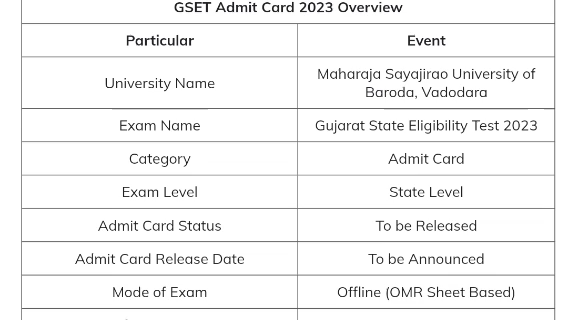 GSET Admit Card 2023 Overview
Particular Event
University Name Maharaja Sayajirao University of
Baroda, Vadodara
Exam Name Gujarat State Eligibility Test 2023
Category Admit Card
Exam Level State Level
Admit Card Status To be Released
Admit Card Release Date To be Announced
Mode of Exam Offline (OMR Sheet Based)